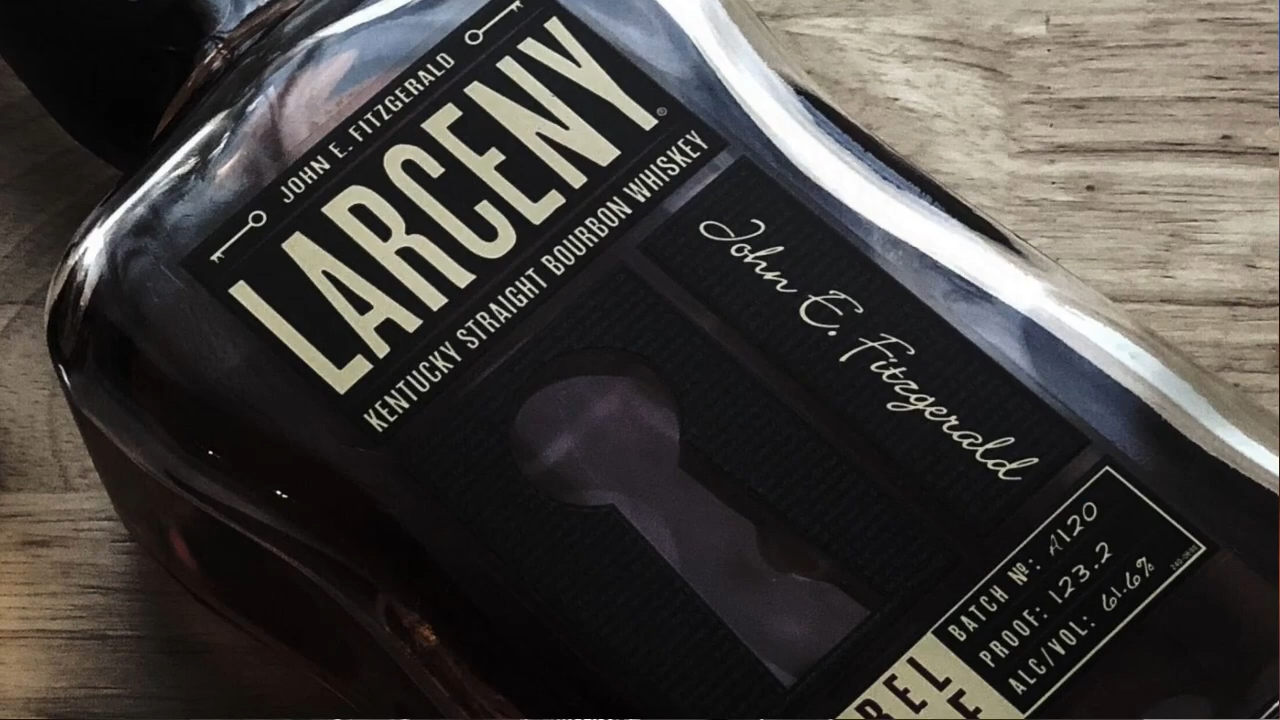 JOHN E. FITZGERALD
LARCENY®
KENTUCKY STRAIGHT BOURBON WHISKEY
John E. Fitzgerald
BATCH Nº: A120
PROOF: 123.2
ALC/VOL: 61.6%